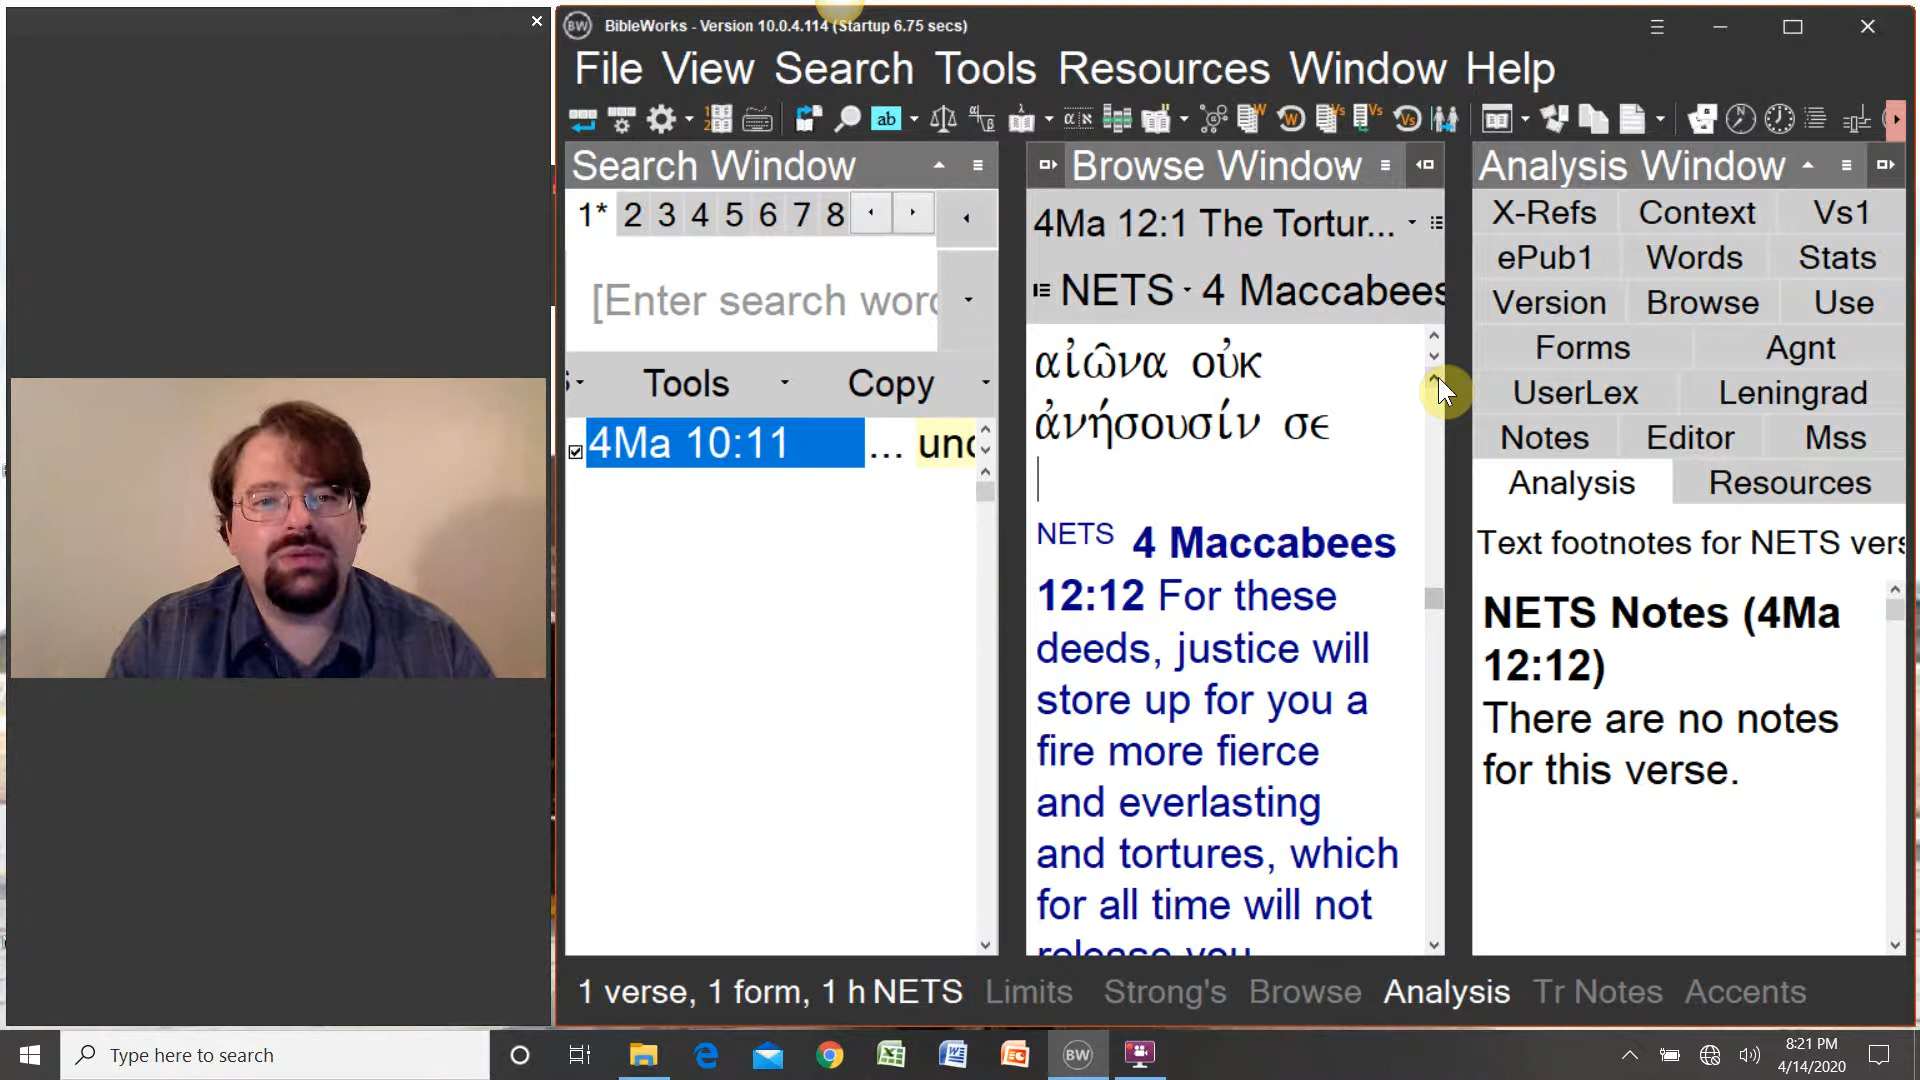 BibleWorks - Version 10.0.4.114 (Startup 6.75 secs)
File View Search Tools Resources Window Help
Search Window
1* 2 3 4 5 6 7 8
[Enter search word
Tools Copy
4Ma 10:11 ... unc
Browse Window
4Ma 12:1 The Tortur...
NETS 4 Maccabees
αἰῶνα οὐκ
ἀνήσουσίν σε
NETS 4 Maccabees
12:12 For these
deeds, justice will
store up for you a
fire more fierce
and everlasting
and tortures, which
for all time will not
release you
Analysis Window
X-Refs Context Vs1
ePub1 Words Stats
Version Browse Use
Forms Agnt
UserLex Leningrad
Notes Editor Mss
Analysis Resources
Text footnotes for NETS vers
NETS Notes (4Ma
12:12)
There are no notes
for this verse.
1 verse, 1 form, 1 h NETS Limits Strong's Browse Analysis Tr Notes Accents
Type here to search
BW
8:21 PM
4/14/2020